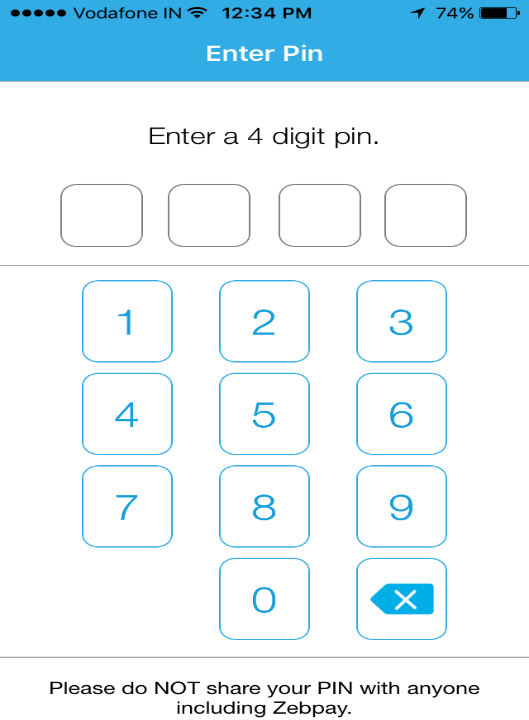 Vodafone IN 12:34 PM 74%
Enter Pin
Enter a 4 digit pin.
1 2 3
4 5 6
7 8 9
0
Please do NOT share your PIN with anyone
including Zebpay.